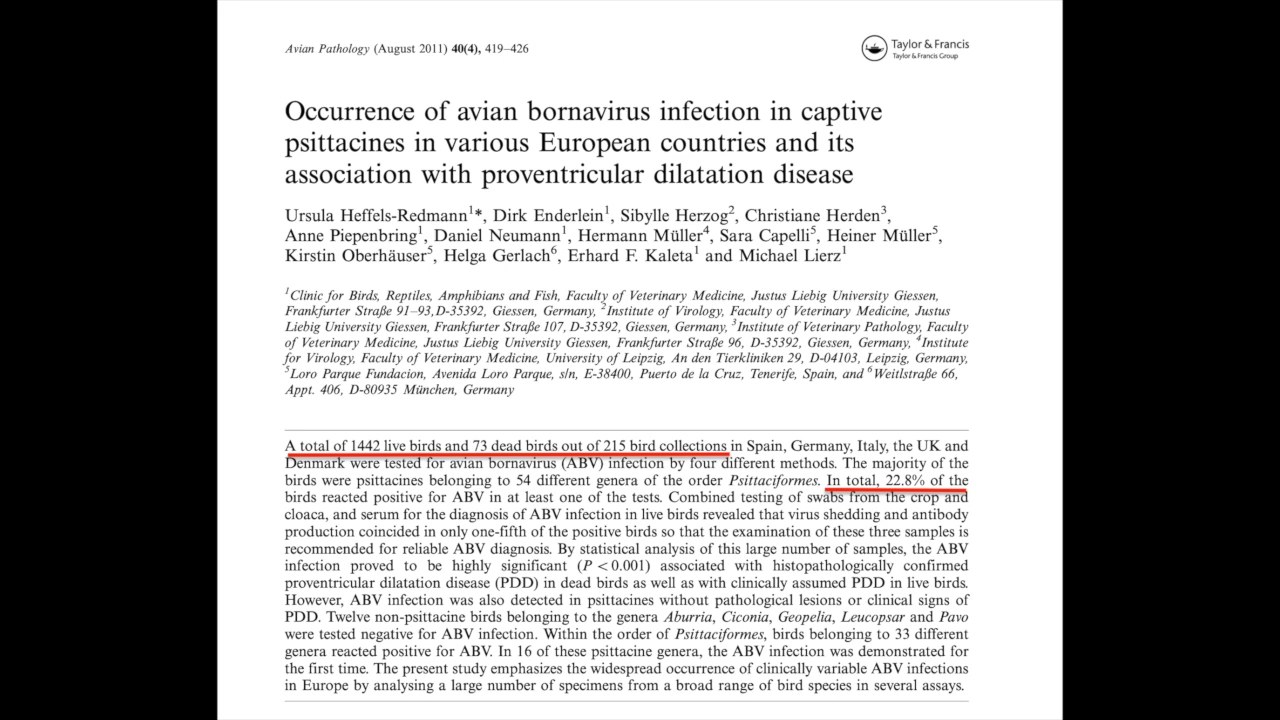 Avian Pathology (August 2011) 40(4), 419–426
Taylor & Francis
Taylor & Francis Group
Occurrence of avian bornavirus infection in captive
psittacines in various European countries and its
association with proventricular dilatation disease
Ursula Heffels-Redmann1*, Dirk Enderlein1, Sibylle Herzog2, Christiane Herden3,
Anne Piepenbring1, Daniel Neumann1, Hermann Müller4, Sara Capelli5, Heiner Müller5,
Kirstin Oberhäuser5, Helga Gerlach6, Erhard F. Kaleta1 and Michael Lierz1
1Clinic for Birds, Reptiles, Amphibians and Fish, Faculty of Veterinary Medicine, Justus Liebig University Giessen,
Frankfurter Straße 91–93,D-35392, Giessen, Germany, 2Institute of Virology, Faculty of Veterinary Medicine, Justus
Liebig University Giessen, Frankfurter Straße 107, D-35392, Giessen, Germany, 3Institute of Veterinary Pathology, Faculty
of Veterinary Medicine, Justus Liebig University Giessen, Frankfurter Straße 96, D-35392, Giessen, Germany, 4Institute
for Virology, Faculty of Veterinary Medicine, University of Leipzig, An den Tierkliniken 29, D-04103, Leipzig, Germany,
5Loro Parque Fundacion, Avenida Loro Parque, s/n, E-38400, Puerto de la Cruz, Tenerife, Spain, and 6Weitlstraße 66,
Appt. 406, D-80935 München, Germany
A total of 1442 live birds and 73 dead birds out of 215 bird collections in Spain, Germany, Italy, the UK and
Denmark were tested for avian bornavirus (ABV) infection by four different methods. The majority of the
birds were psittacines belonging to 54 different genera of the order Psittaciformes. In total, 22.8% of the
birds reacted positive for ABV in at least one of the tests. Combined testing of swabs from the crop and
cloaca, and serum for the diagnosis of ABV infection in live birds revealed that virus shedding and antibody
production coincided in only one-fifth of the positive birds so that the examination of these three samples is
recommended for reliable ABV diagnosis. By statistical analysis of this large number of samples, the ABV
infection proved to be highly significant (P < 0.001) associated with histopathologically confirmed
proventricular dilatation disease (PDD) in dead birds as well as with clinically assumed PDD in live birds.
However, ABV infection was also detected in psittacines without pathological lesions or clinical signs of
PDD. Twelve non-psittacine birds belonging to the genera Aburria, Ciconia, Geopelia, Leucopsar and Pavo
were tested negative for ABV infection. Within the order of Psittaciformes, birds belonging to 33 different
genera reacted positive for ABV. In 16 of these psittacine genera, the ABV infection was demonstrated for
the first time. The present study emphasizes the widespread occurrence of clinically variable ABV infections
in Europe by analysing a large number of specimens from a broad range of bird species in several assays.